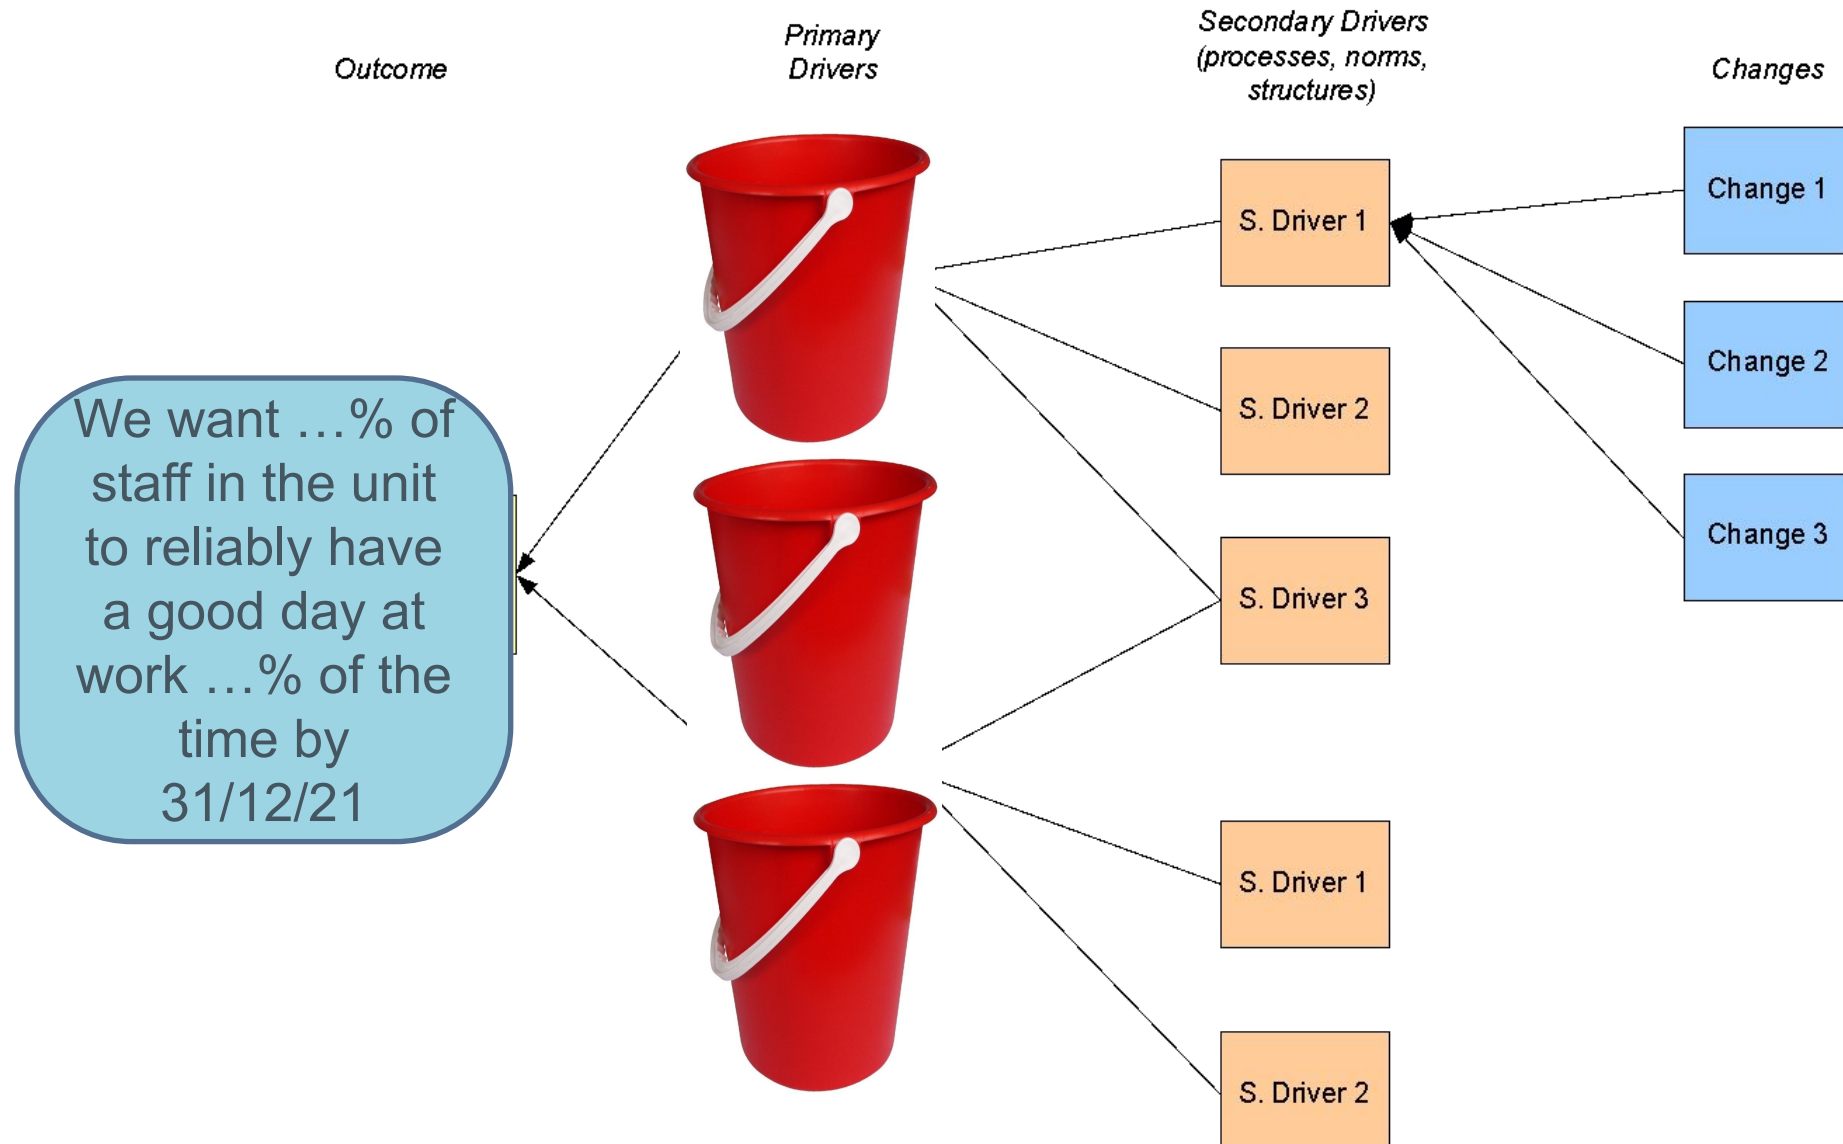 Outcome
Primary
Drivers
Secondary Drivers
(processes, norms,
structures)
Changes
We want …% of
staff in the unit
to reliably have
a good day at
work …% of the
time by
31/12/21
S. Driver 1
S. Driver 2
S. Driver 3
S. Driver 1
S. Driver 2
Change 1
Change 2
Change 3